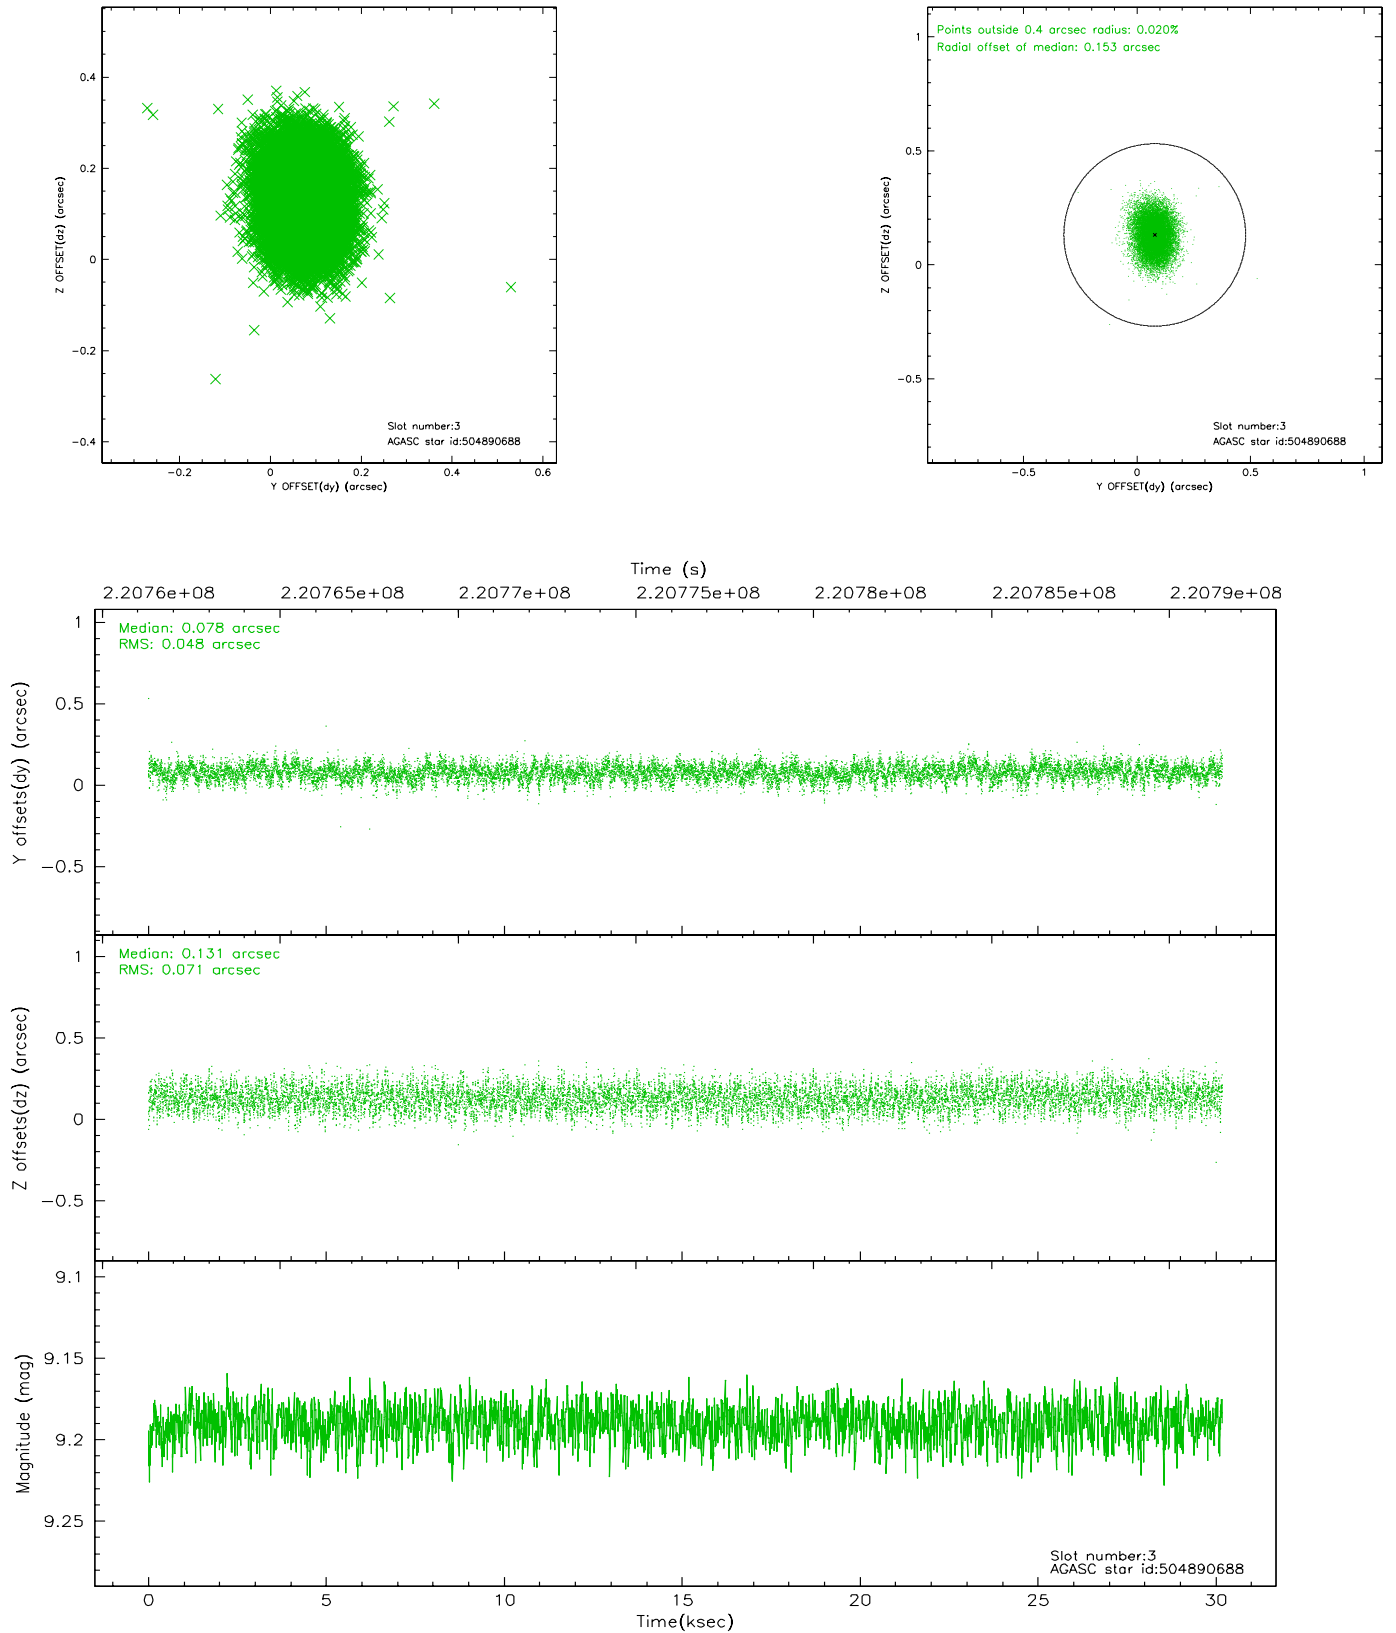 0.4
0.2
0
−0.2
−0.4
Z OFFSET(dz) (arcsec)
Slot number:3
AGASC star id:504890688
−0.2 0 0.2 0.4 0.6
Y OFFSET(dy) (arcsec)
Points outside 0.4 arcsec radius: 0.020%
Radial offset of median: 0.153 arcsec
1
0.5
0
−0.5
Z OFFSET(dz) (arcsec)
Slot number:3
AGASC star id:504890688
−0.5 0 0.5 1
Y OFFSET(dy) (arcsec)
Time (s)
2.2076e+08 2.20765e+08 2.2077e+08 2.20775e+08 2.2078e+08 2.20785e+08 2.2079e+08
Median: 0.078 arcsec
RMS: 0.048 arcsec
1
0.5
0
−0.5
Y offsets(dy) (arcsec)
Median: 0.131 arcsec
RMS: 0.071 arcsec
1
0.5
0
−0.5
Z offsets(dz) (arcsec)
9.1
9.15
9.2
9.25
Magnitude (mag)
Slot number:3
AGASC star id:504890688
0 5 10 15 20 25 30
Time(ksec)